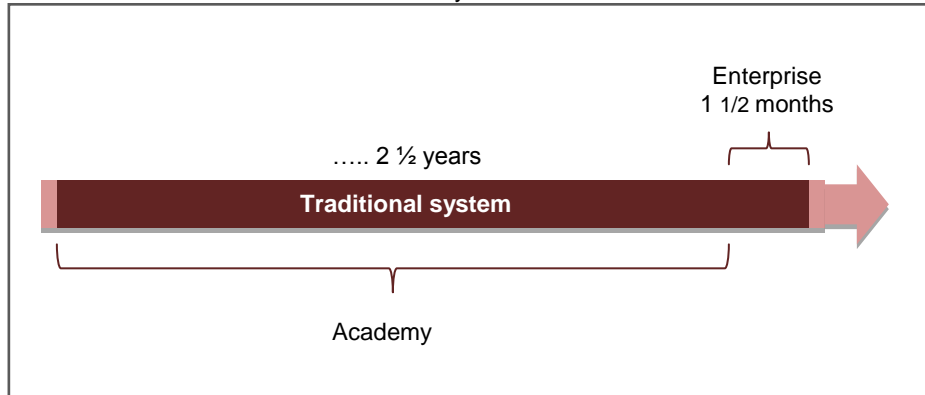 Enterprise
1 1/2 months
….. 2 ½ years
Traditional system
Academy